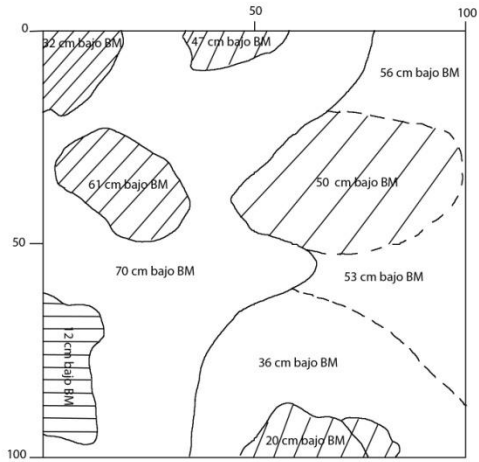 50
100
0
32 cm bajo BM
47 cm bajo BM
56 cm bajo BM
61 cm bajo BM
50 cm bajo BM
50
70 cm bajo BM
53 cm bajo BM
12 cm bajo BM
36 cm bajo BM
20 cm bajo BM
100